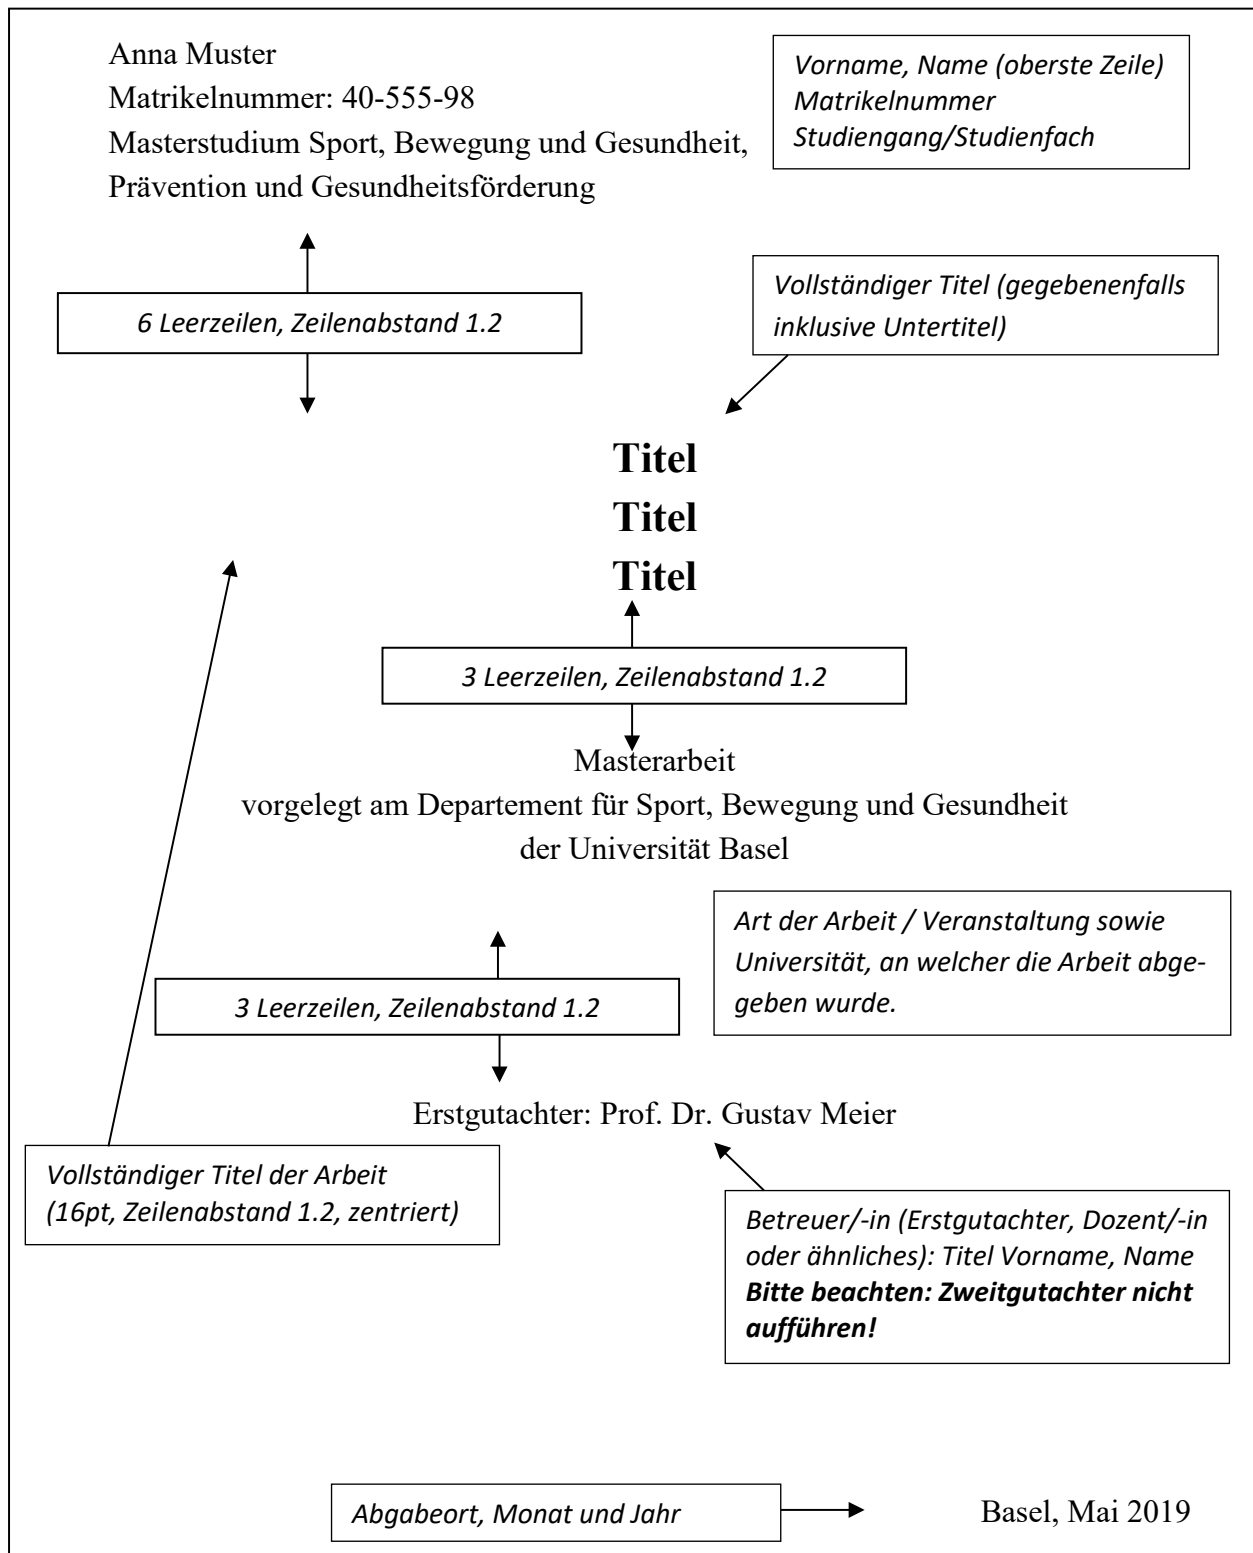 Anna Muster
Matrikelnummer: 40-555-98
Masterstudium Sport, Bewegung und Gesundheit,
Prävention und Gesundheitsförderung
Vorname, Name (oberste Zeile)
Matrikelnummer
Studiengang/Studienfach
6 Leerzeilen, Zeilenabstand 1.2
Vollständiger Titel (gegebenenfalls
inklusive Untertitel)
Titel
Titel
Titel
3 Leerzeilen, Zeilenabstand 1.2
Masterarbeit
vorgelegt am Departement für Sport, Bewegung und Gesundheit
der Universität Basel
Art der Arbeit / Veranstaltung sowie
Universität, an welcher die Arbeit abge-
geben wurde.
3 Leerzeilen, Zeilenabstand 1.2
Erstgutachter: Prof. Dr. Gustav Meier
Vollständiger Titel der Arbeit
(16pt, Zeilenabstand 1.2, zentriert)
Betreuer/-in (Erstgutachter, Dozent/-in
oder ähnliches): Titel Vorname, Name
Bitte beachten: Zweitgutachter nicht
aufführen!
Abgabeort, Monat und Jahr
Basel, Mai 2019